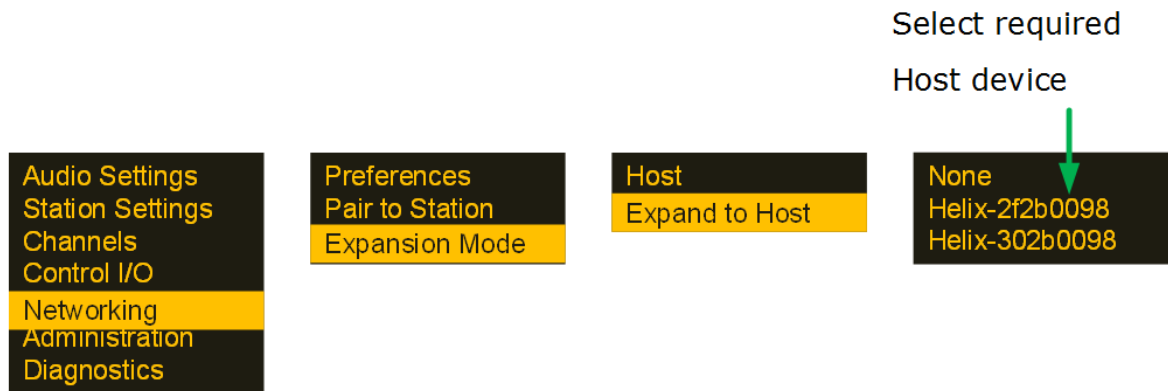 Select required
Host device
Audio Settings
Station Settings
Channels
Control I/O
Networking
Administration
Diagnostics
Preferences
Pair to Station
Expansion Mode
Host
Expand to Host
None
Helix-2f2b0098
Helix-302b0098